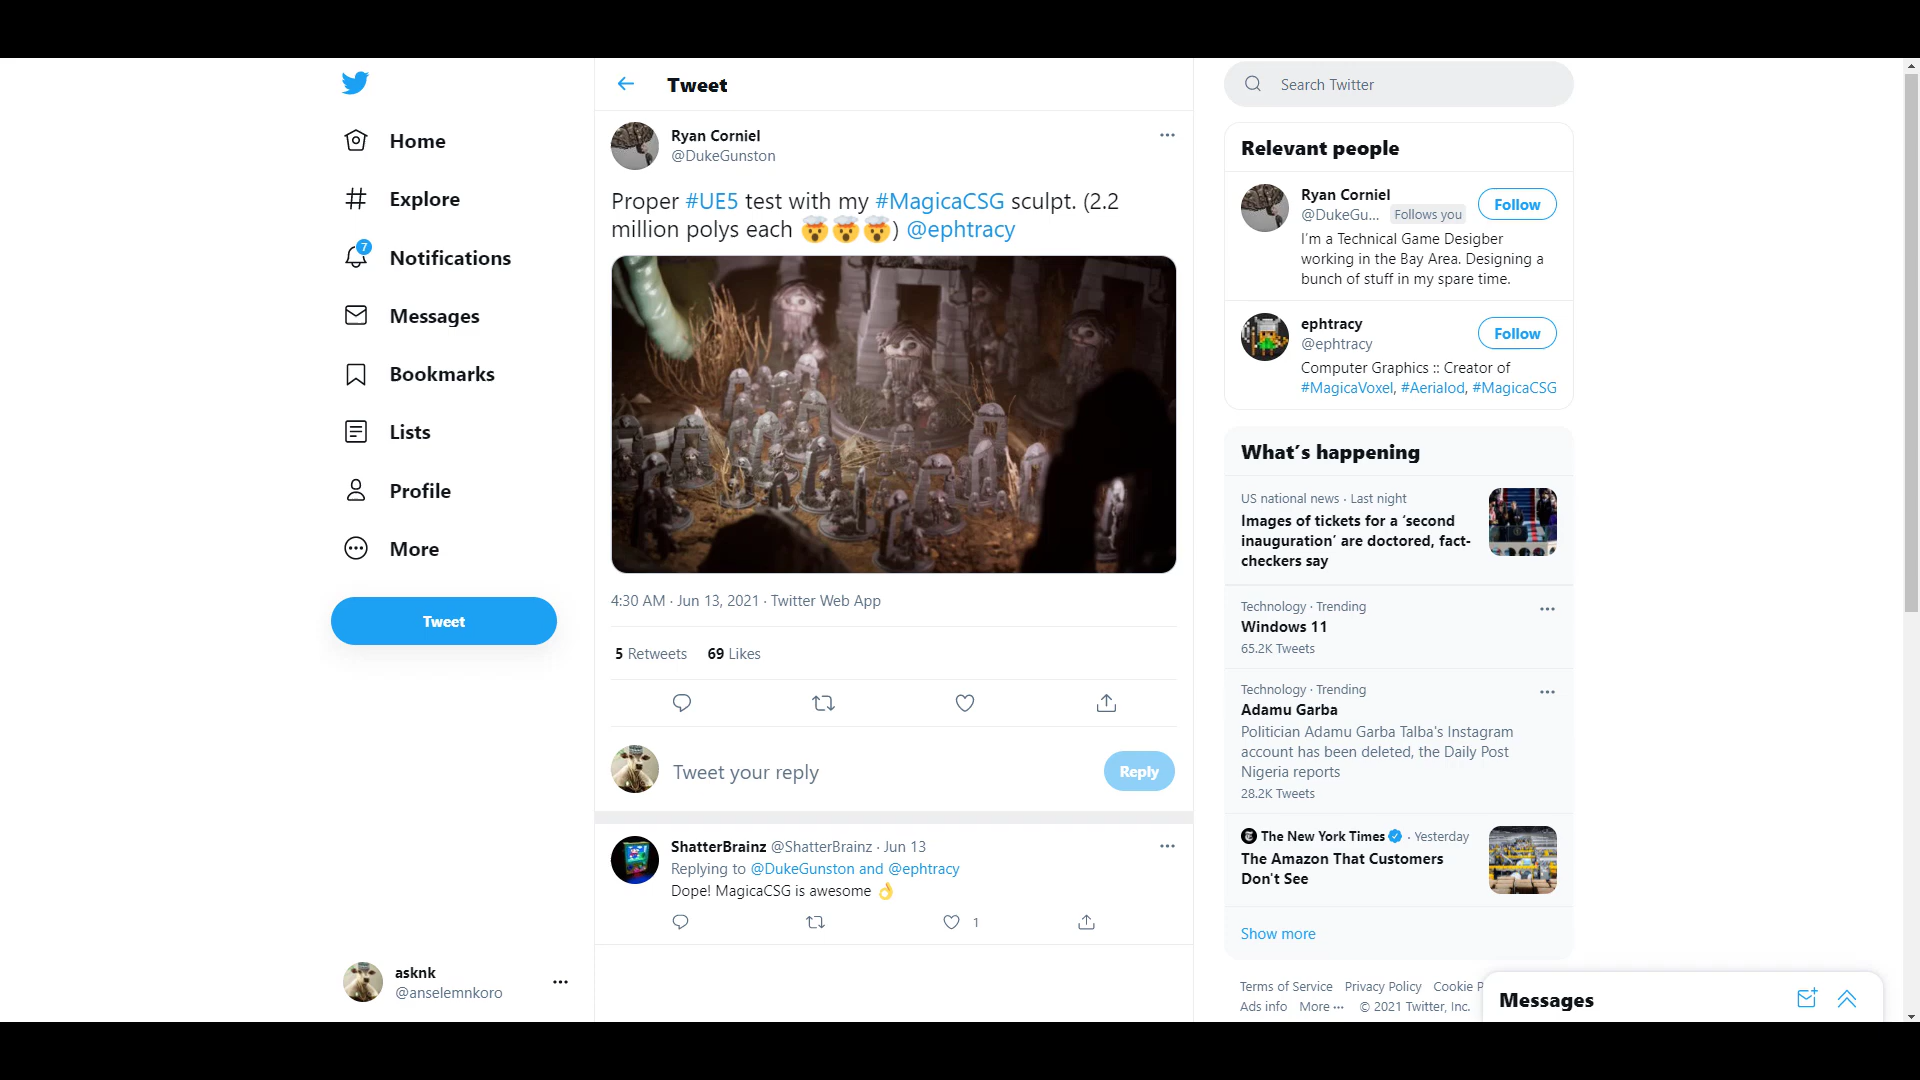 Home
Explore
7
Notifications
Messages
Bookmarks
Lists
Profile
More
Tweet
asknk
@anselemnkoro
Tweet
Ryan Corniel
@DukeGunston
Proper #UE5 test with my #MagicaCSG sculpt. (2.2
million polys each 🤯🤯🤯) @ephtracy
4:30 AM · Jun 13, 2021 · Twitter Web App
5 Retweets 69 Likes
Tweet your reply
Reply
ShatterBrainz @ShatterBrainz · Jun 13
Replying to @DukeGunston and @ephtracy
Dope! MagicaCSG is awesome 👌
1
Search Twitter
Relevant people
Ryan Corniel
@DukeGu... Follows you
Follow
I'm a Technical Game Desigber
working in the Bay Area. Designing a
bunch of stuff in my spare time.
ephtracy
@ephtracy
Follow
Computer Graphics :: Creator of
#MagicaVoxel, #Aerialod, #MagicaCSG
What's happening
US national news · Last night
Images of tickets for a 'second
inauguration' are doctored, fact-
checkers say
Technology · Trending
Windows 11
65.2K Tweets
Technology · Trending
Adamu Garba
Politician Adamu Garba Talba's Instagram
account has been deleted, the Daily Post
Nigeria reports
28.2K Tweets
The New York Times · Yesterday
The Amazon That Customers
Don't See
Show more
Terms of Service Privacy Policy Cookie P
Ads info More ··· © 2021 Twitter, Inc.
Messages